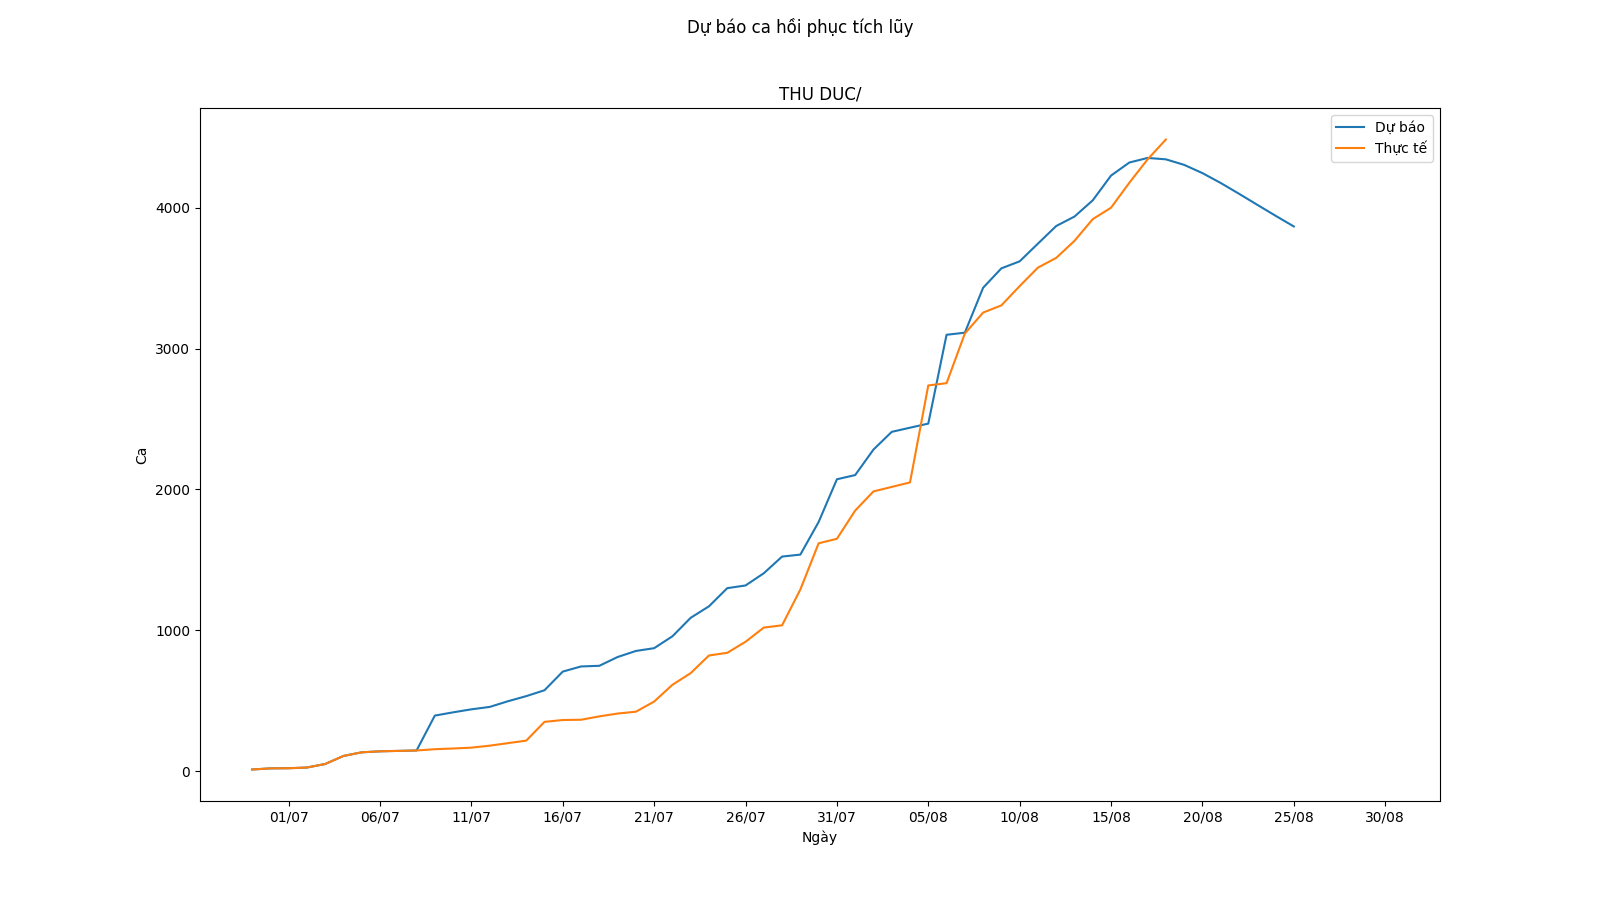 Dự báo ca hồi phục tích lũy
THU DUC/
Dự báo
Thực tế
4000
3000
2000
1000
0
Ca
01/07 06/07 11/07 16/07 21/07 26/07 31/07 05/08 10/08 15/08 20/08 25/08 30/08
Ngày